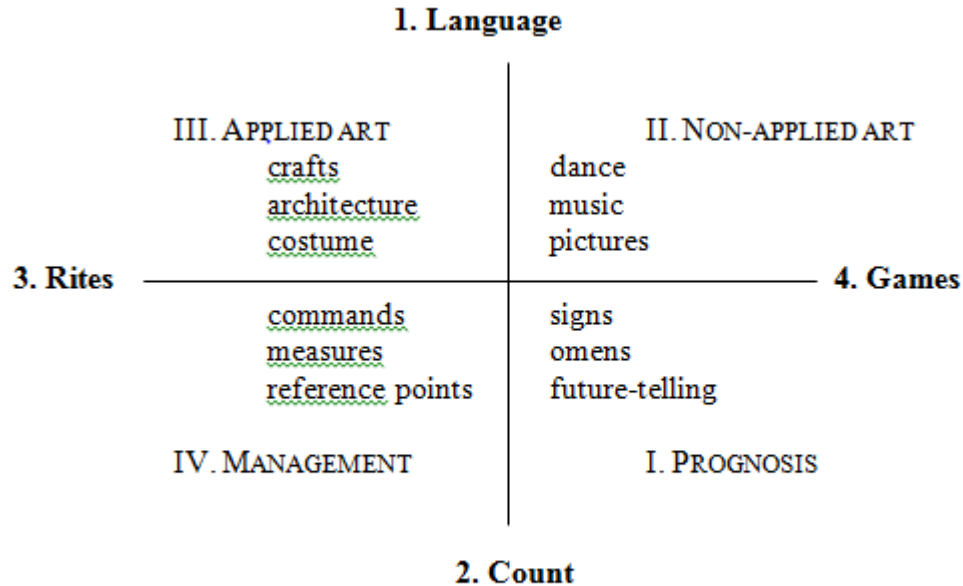 1. Language
III. APPLIED ART
crafts
architecture
costume
II. NON-APPLIED ART
dance
music
pictures
3. Rites
4. Games
commands
measures
reference points
IV. MANAGEMENT
signs
omens
future-telling
I. PROGNOSIS
2. Count